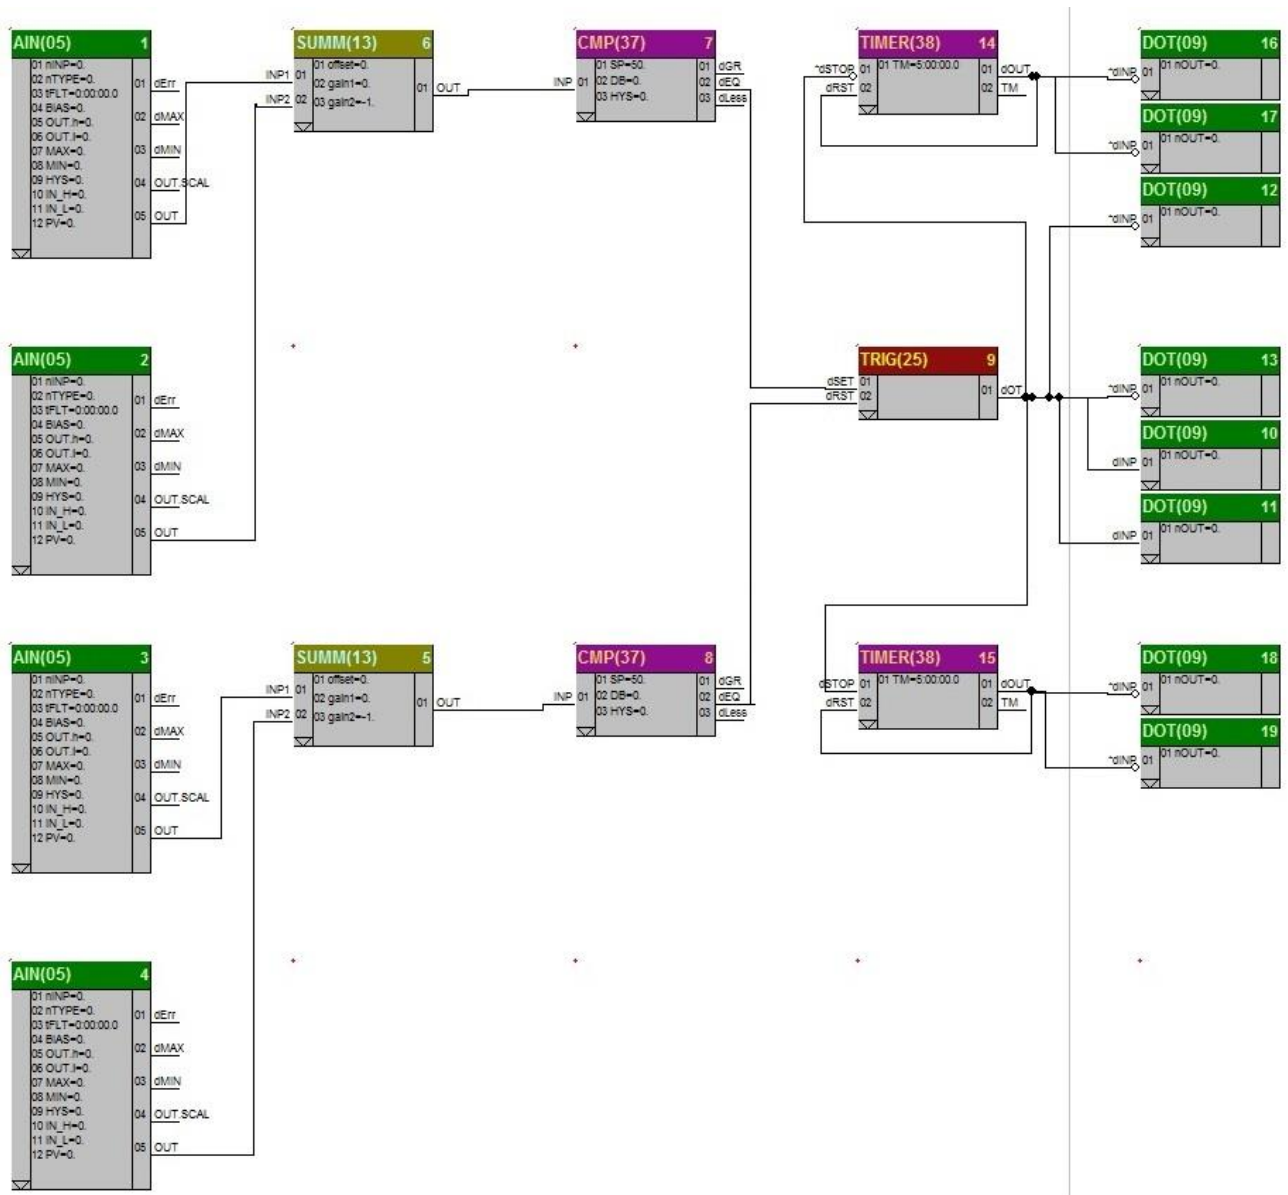 AIN(05) 1
01 nINP=0.
02 nTYPE=0.
03 tFLT=0:00:00.0
04 BIAS=0.
05 OUT.h=0.
06 OUT.l=0.
07 MAX=0.
08 MIN=0.
09 HYS=0.
10 IN_H=0.
11 IN_L=0.
12 PV=0.
01 dErr
02 dMAX
03 dMIN
04 OUT.SCAL
05 OUT
SUMM(13) 6
INP1 01
INP2 02
01 offset=0.
02 gain1=0.
03 gain2=-1.
01 OUT
CMP(37) 7
INP 01
01 SP=50.
02 DB=0.
03 HYS=0.
01 dGR
02 dEQ
03 dLess
TIMER(38) 14
*dSTOP 01
dRST 02
01 TM=5:00:00.0
01 dOUT
02 TM
DOT(09) 16
*dINP 01
01 nOUT=0.
DOT(09) 17
*dINP 01
01 nOUT=0.
DOT(09) 12
*dINP 01
01 nOUT=0.
AIN(05) 2
01 nINP=0.
02 nTYPE=0.
03 tFLT=0:00:00.0
04 BIAS=0.
05 OUT.h=0.
06 OUT.l=0.
07 MAX=0.
08 MIN=0.
09 HYS=0.
10 IN_H=0.
11 IN_L=0.
12 PV=0.
01 dErr
02 dMAX
03 dMIN
04 OUT.SCAL
05 OUT
TRIG(25) 9
dSET 01
dRST 02
01 dOT
DOT(09) 13
*dINP 01
01 nOUT=0.
DOT(09) 10
dINP 01
01 nOUT=0.
DOT(09) 11
dINP 01
01 nOUT=0.
AIN(05) 3
01 nINP=0.
02 nTYPE=0.
03 tFLT=0:00:00.0
04 BIAS=0.
05 OUT.h=0.
06 OUT.l=0.
07 MAX=0.
08 MIN=0.
09 HYS=0.
10 IN_H=0.
11 IN_L=0.
12 PV=0.
01 dErr
02 dMAX
03 dMIN
04 OUT.SCAL
05 OUT
SUMM(13) 5
INP1 01
INP2 02
01 offset=0.
02 gain1=0.
03 gain2=-1.
01 OUT
CMP(37) 8
INP 01
01 SP=50.
02 DB=0.
03 HYS=0.
01 dGR
02 dEQ
03 dLess
TIMER(38) 15
dSTOP 01
dRST 02
01 TM=5:00:00.0
01 dOUT
02 TM
DOT(09) 18
*dINP 01
01 nOUT=0.
DOT(09) 19
*dINP 01
01 nOUT=0.
AIN(05) 4
01 nINP=0.
02 nTYPE=0.
03 tFLT=0:00:00.0
04 BIAS=0.
05 OUT.h=0.
06 OUT.l=0.
07 MAX=0.
08 MIN=0.
09 HYS=0.
10 IN_H=0.
11 IN_L=0.
12 PV=0.
01 dErr
02 dMAX
03 dMIN
04 OUT.SCAL
05 OUT